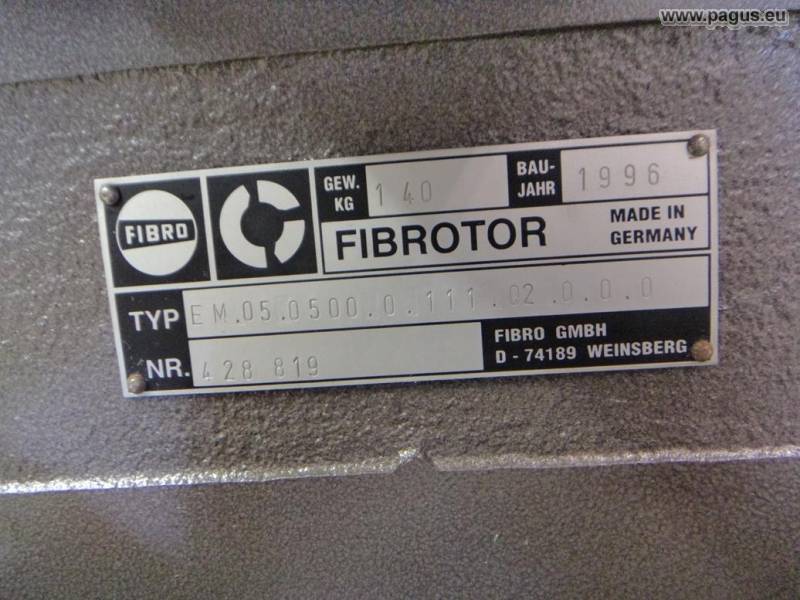 www.pagus.eu
FIBRO
GEW. KG 140
BAU-JAHR 1996
FIBROTOR
MADE IN
GERMANY
TYP EM.05.0500.0.111.02.0.0.0
NR. 428 819
FIBRO GMBH
D - 74189 WEINSBERG